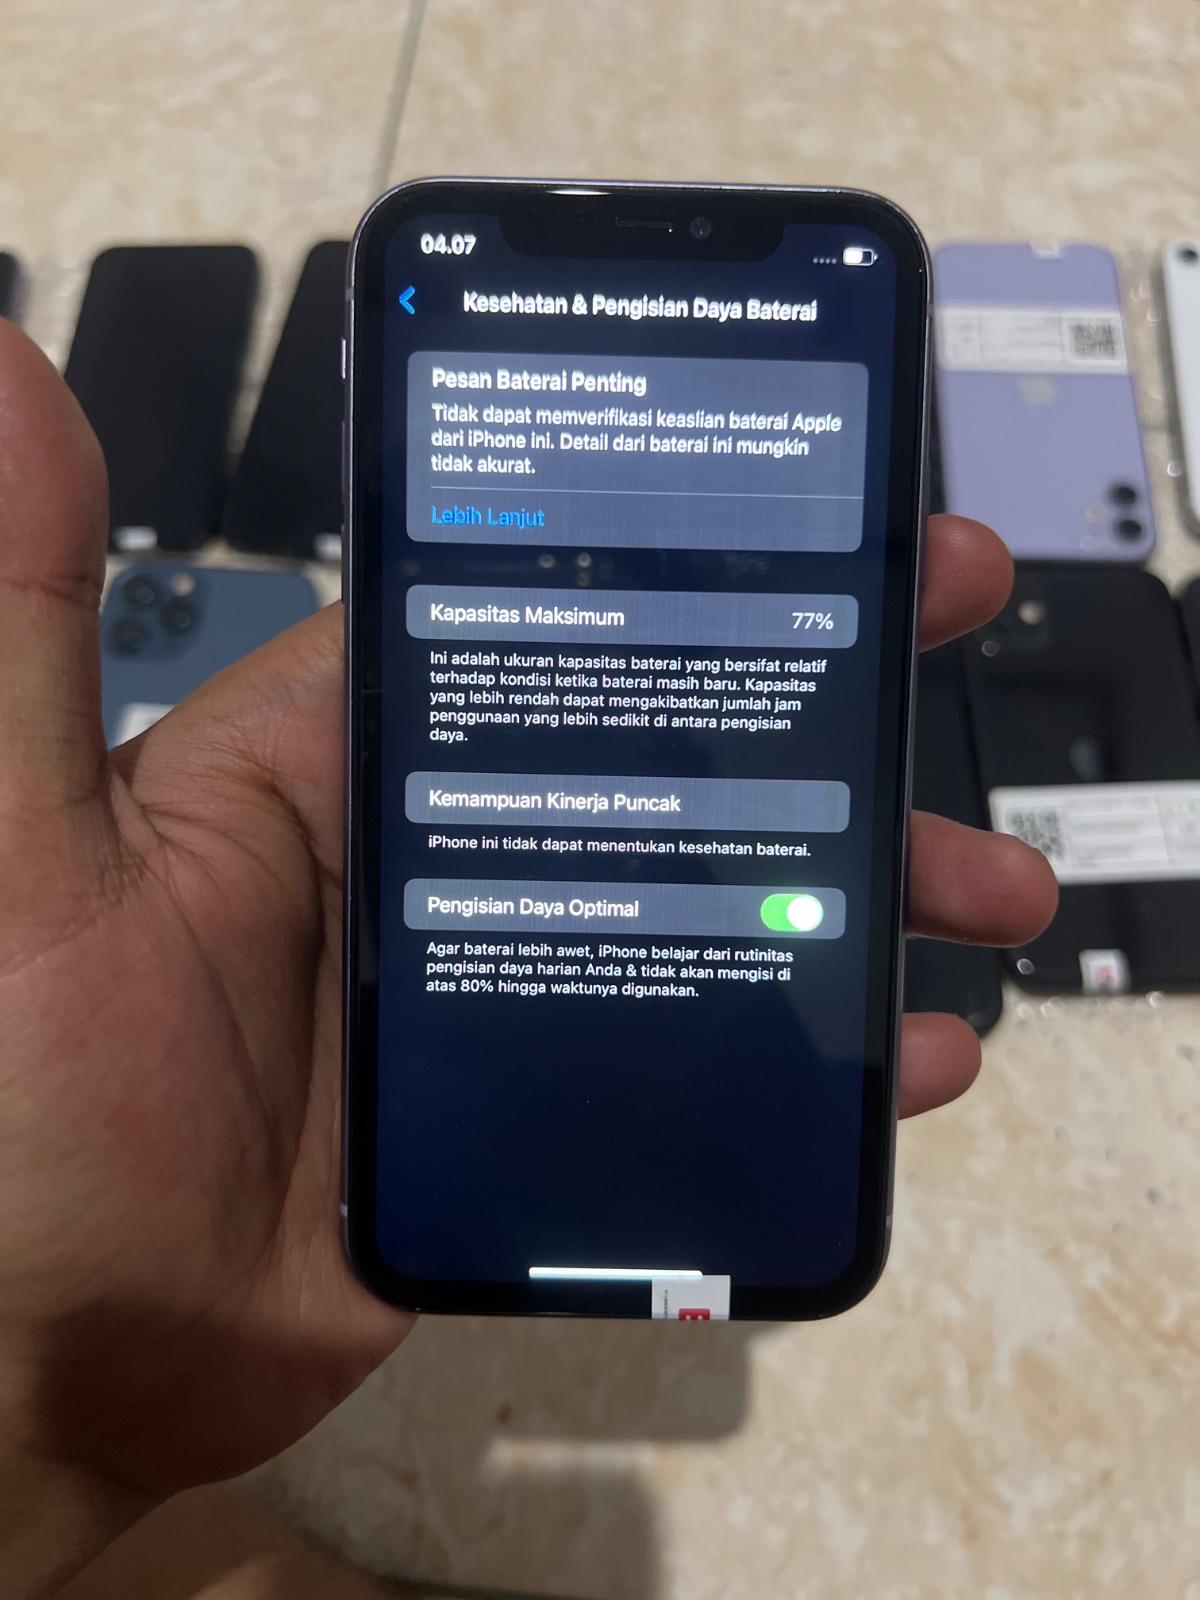 04.07
Kesehatan & Pengisian Daya Baterai
Pesan Baterai Penting
Tidak dapat memverifikasi keaslian baterai Apple
dari iPhone ini. Detail dari baterai ini mungkin
tidak akurat.
Lebih Lanjut
Kapasitas Maksimum 77%
Ini adalah ukuran kapasitas baterai yang bersifat relatif
terhadap kondisi ketika baterai masih baru. Kapasitas
yang lebih rendah dapat mengakibatkan jumlah jam
penggunaan yang lebih sedikit di antara pengisian
daya.
Kemampuan Kinerja Puncak
iPhone ini tidak dapat menentukan kesehatan baterai.
Pengisian Daya Optimal
Agar baterai lebih awet, iPhone belajar dari rutinitas
pengisian daya harian Anda & tidak akan mengisi di
atas 80% hingga waktunya digunakan.